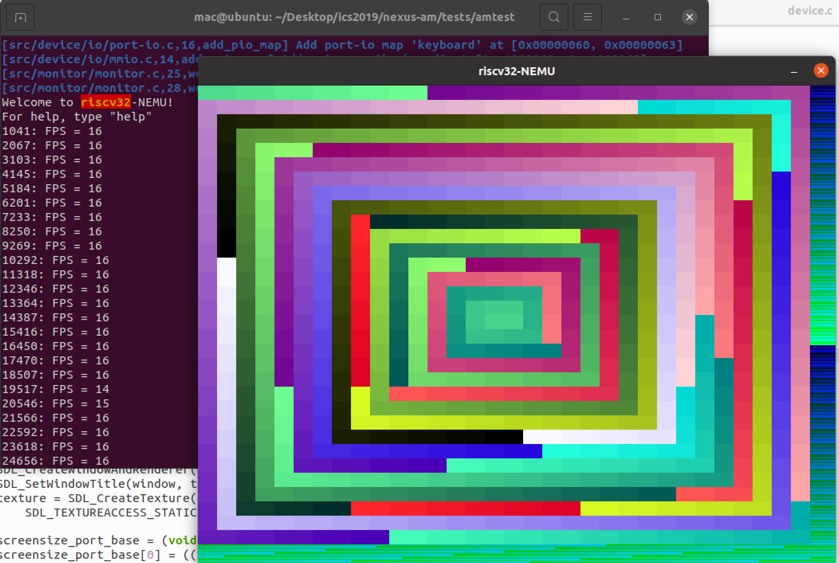 mac@ubuntu: ~/Desktop/ics2019/nexus-am/tests/amtest
device.c
[src/device/io/port-io.c,16,add_pio_map] Add port-io map 'keyboard' at [0x00000060, 0x00000063]
[src/device/io/mmio.c,14,ad
[src/monitor/monitor.c,25,we
[src/monitor/monitor.c,28,we
riscv32-NEMU
Welcome to riscv32-NEMU!
For help, type "help"
1041: FPS = 16
2067: FPS = 16
3103: FPS = 16
4145: FPS = 16
5184: FPS = 16
6201: FPS = 16
7233: FPS = 16
8250: FPS = 16
9269: FPS = 16
10292: FPS = 16
11318: FPS = 16
12346: FPS = 16
13364: FPS = 16
14387: FPS = 16
15416: FPS = 16
16450: FPS = 16
17470: FPS = 16
18507: FPS = 16
19517: FPS = 14
20546: FPS = 15
21566: FPS = 16
22592: FPS = 16
23618: FPS = 16
24656: FPS = 16
SDL_CreateWindowAndRenderer(
SDL_SetWindowTitle(window, t
texture = SDL_CreateTexture(
SDL_TEXTUREACCESS_STATIC
screensize_port_base = (void
screensize_port_base[0] = ((